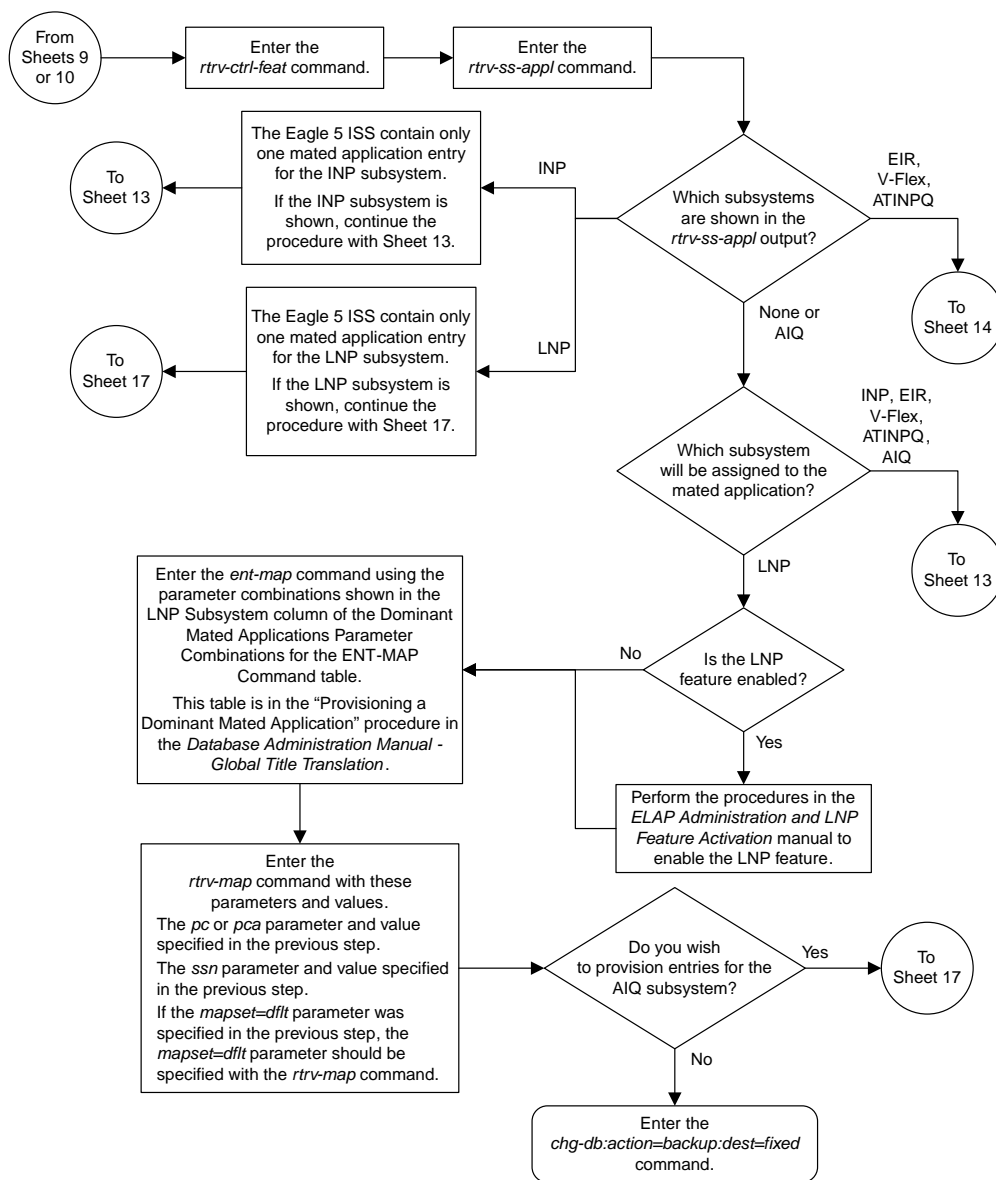 From
Sheets 9
or 10
Enter the
rtrv-ctrl-feat command.
Enter the
rtrv-ss-appl command.
The Eagle 5 ISS contain only
one mated application entry
for the INP subsystem.
If the INP subsystem is
shown, continue the
procedure with Sheet 13.
To
Sheet 13
INP
Which subsystems
are shown in the
rtrv-ss-appl output?
EIR,
V-Flex,
ATINPQ
To
Sheet 14
The Eagle 5 ISS contain only
one mated application entry
for the LNP subsystem.
If the LNP subsystem is
shown, continue the
procedure with Sheet 17.
To
Sheet 17
LNP
None or
AIQ
Which subsystem
will be assigned to the
mated application?
INP, EIR,
V-Flex,
ATINPQ,
AIQ
To
Sheet 13
LNP
Is the LNP
feature enabled?
No
Yes
Enter the ent-map command using the
parameter combinations shown in the
LNP Subsystem column of the Dominant
Mated Applications Parameter
Combinations for the ENT-MAP
Command table.
This table is in the “Provisioning a
Dominant Mated Application” procedure in
the Database Administration Manual -
Global Title Translation.
Perform the procedures in the
ELAP Administration and LNP
Feature Activation manual to
enable the LNP feature.
Enter the
rtrv-map command with these
parameters and values.
The pc or pca parameter and value
specified in the previous step.
The ssn parameter and value specified
in the previous step.
If the mapset=dflt parameter was
specified in the previous step, the
mapset=dflt parameter should be
specified with the rtrv-map command.
Do you wish
to provision entries for the
AIQ subsystem?
Yes
To
Sheet 17
No
Enter the
chg-db:action=backup:dest=fixed
command.